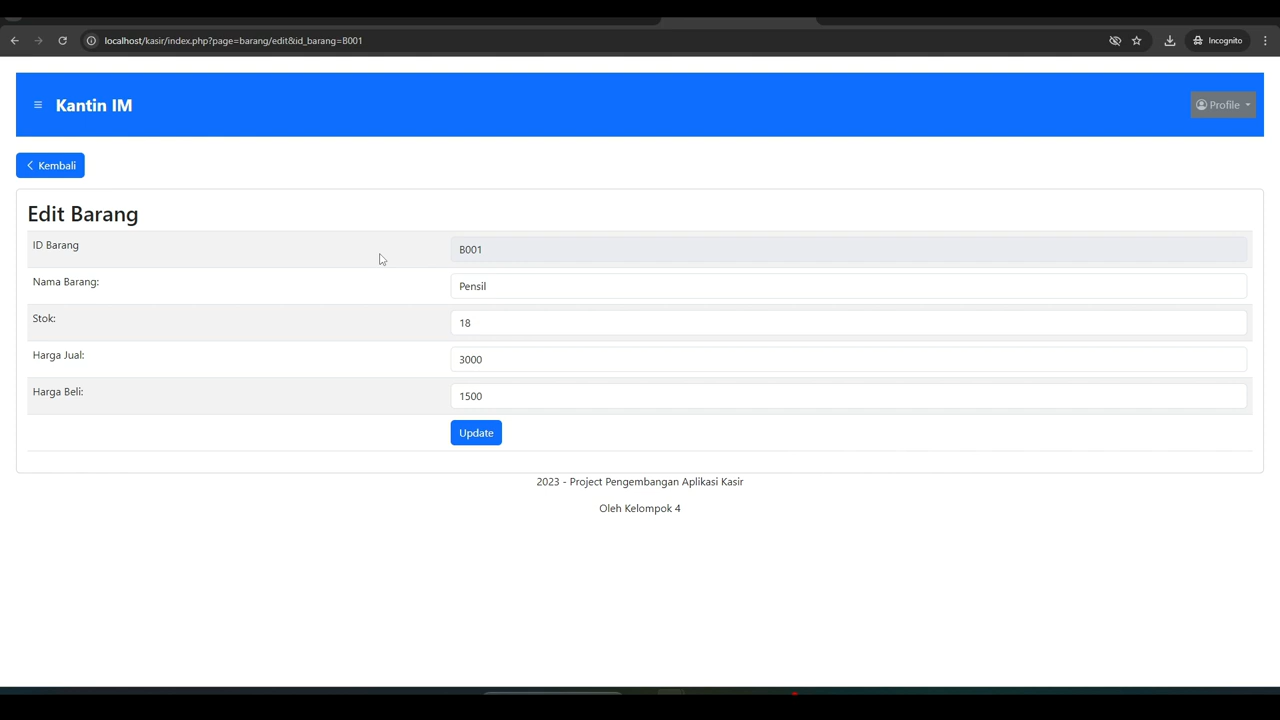 localhost/kasir/index.php?page=barang/edit&id_barang=B001
Incognito
Kantin IM
Profile
Kembali
Edit Barang
ID Barang
B001
Nama Barang:
Pensil
Stok:
18
Harga Jual:
3000
Harga Beli:
1500
Update
2023 - Project Pengembangan Aplikasi Kasir
Oleh Kelompok 4